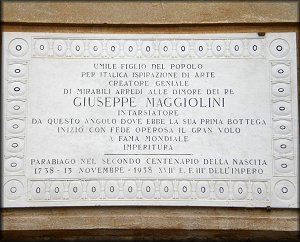 UMILE FIGLIO DEL POPOLO
PER ITALICA ISPIRAZIONE DI ARTE
CREATORE GENIALE
DI MIRABILI ARREDI ALLE DIMORE DEI RE
GIUSEPPE MAGGIOLINI
INTARSIATORE
DA QUESTO ANGOLO DOVE EBBE LA SUA PRIMA BOTTEGA
INIZIÒ CON FEDE OPEROSA IL GRAN VOLO
A FAMA MONDIALE
IMPERITURA
PARABIAGO NEL SECONDO CENTENARIO DELLA NASCITA
1738 - 13 NOVEMBRE - 1938 XVII° E. F. III° DELL'IMPERO